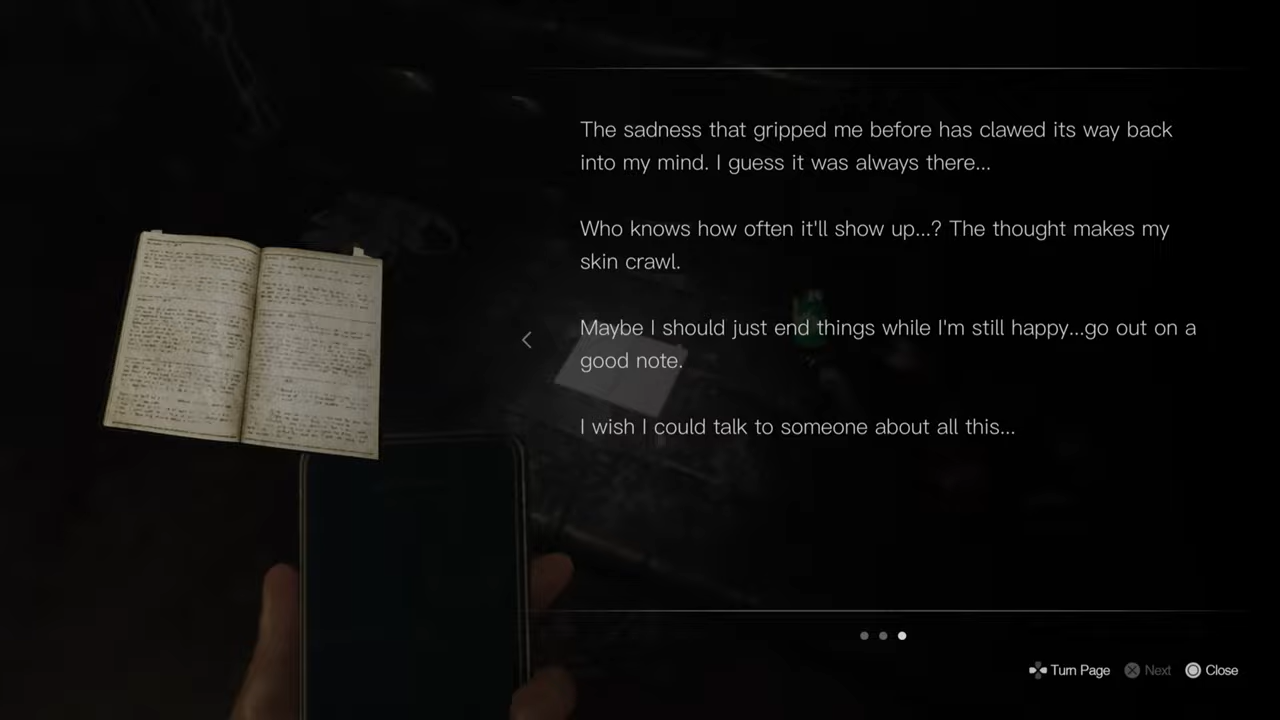 The sadness that gripped me before has clawed its way back
into my mind. I guess it was always there...
Who knows how often it'll show up...? The thought makes my
skin crawl.
Maybe I should just end things while I'm still happy...go out on a
good note.
I wish I could talk to someone about all this...
Turn Page
Next
Close